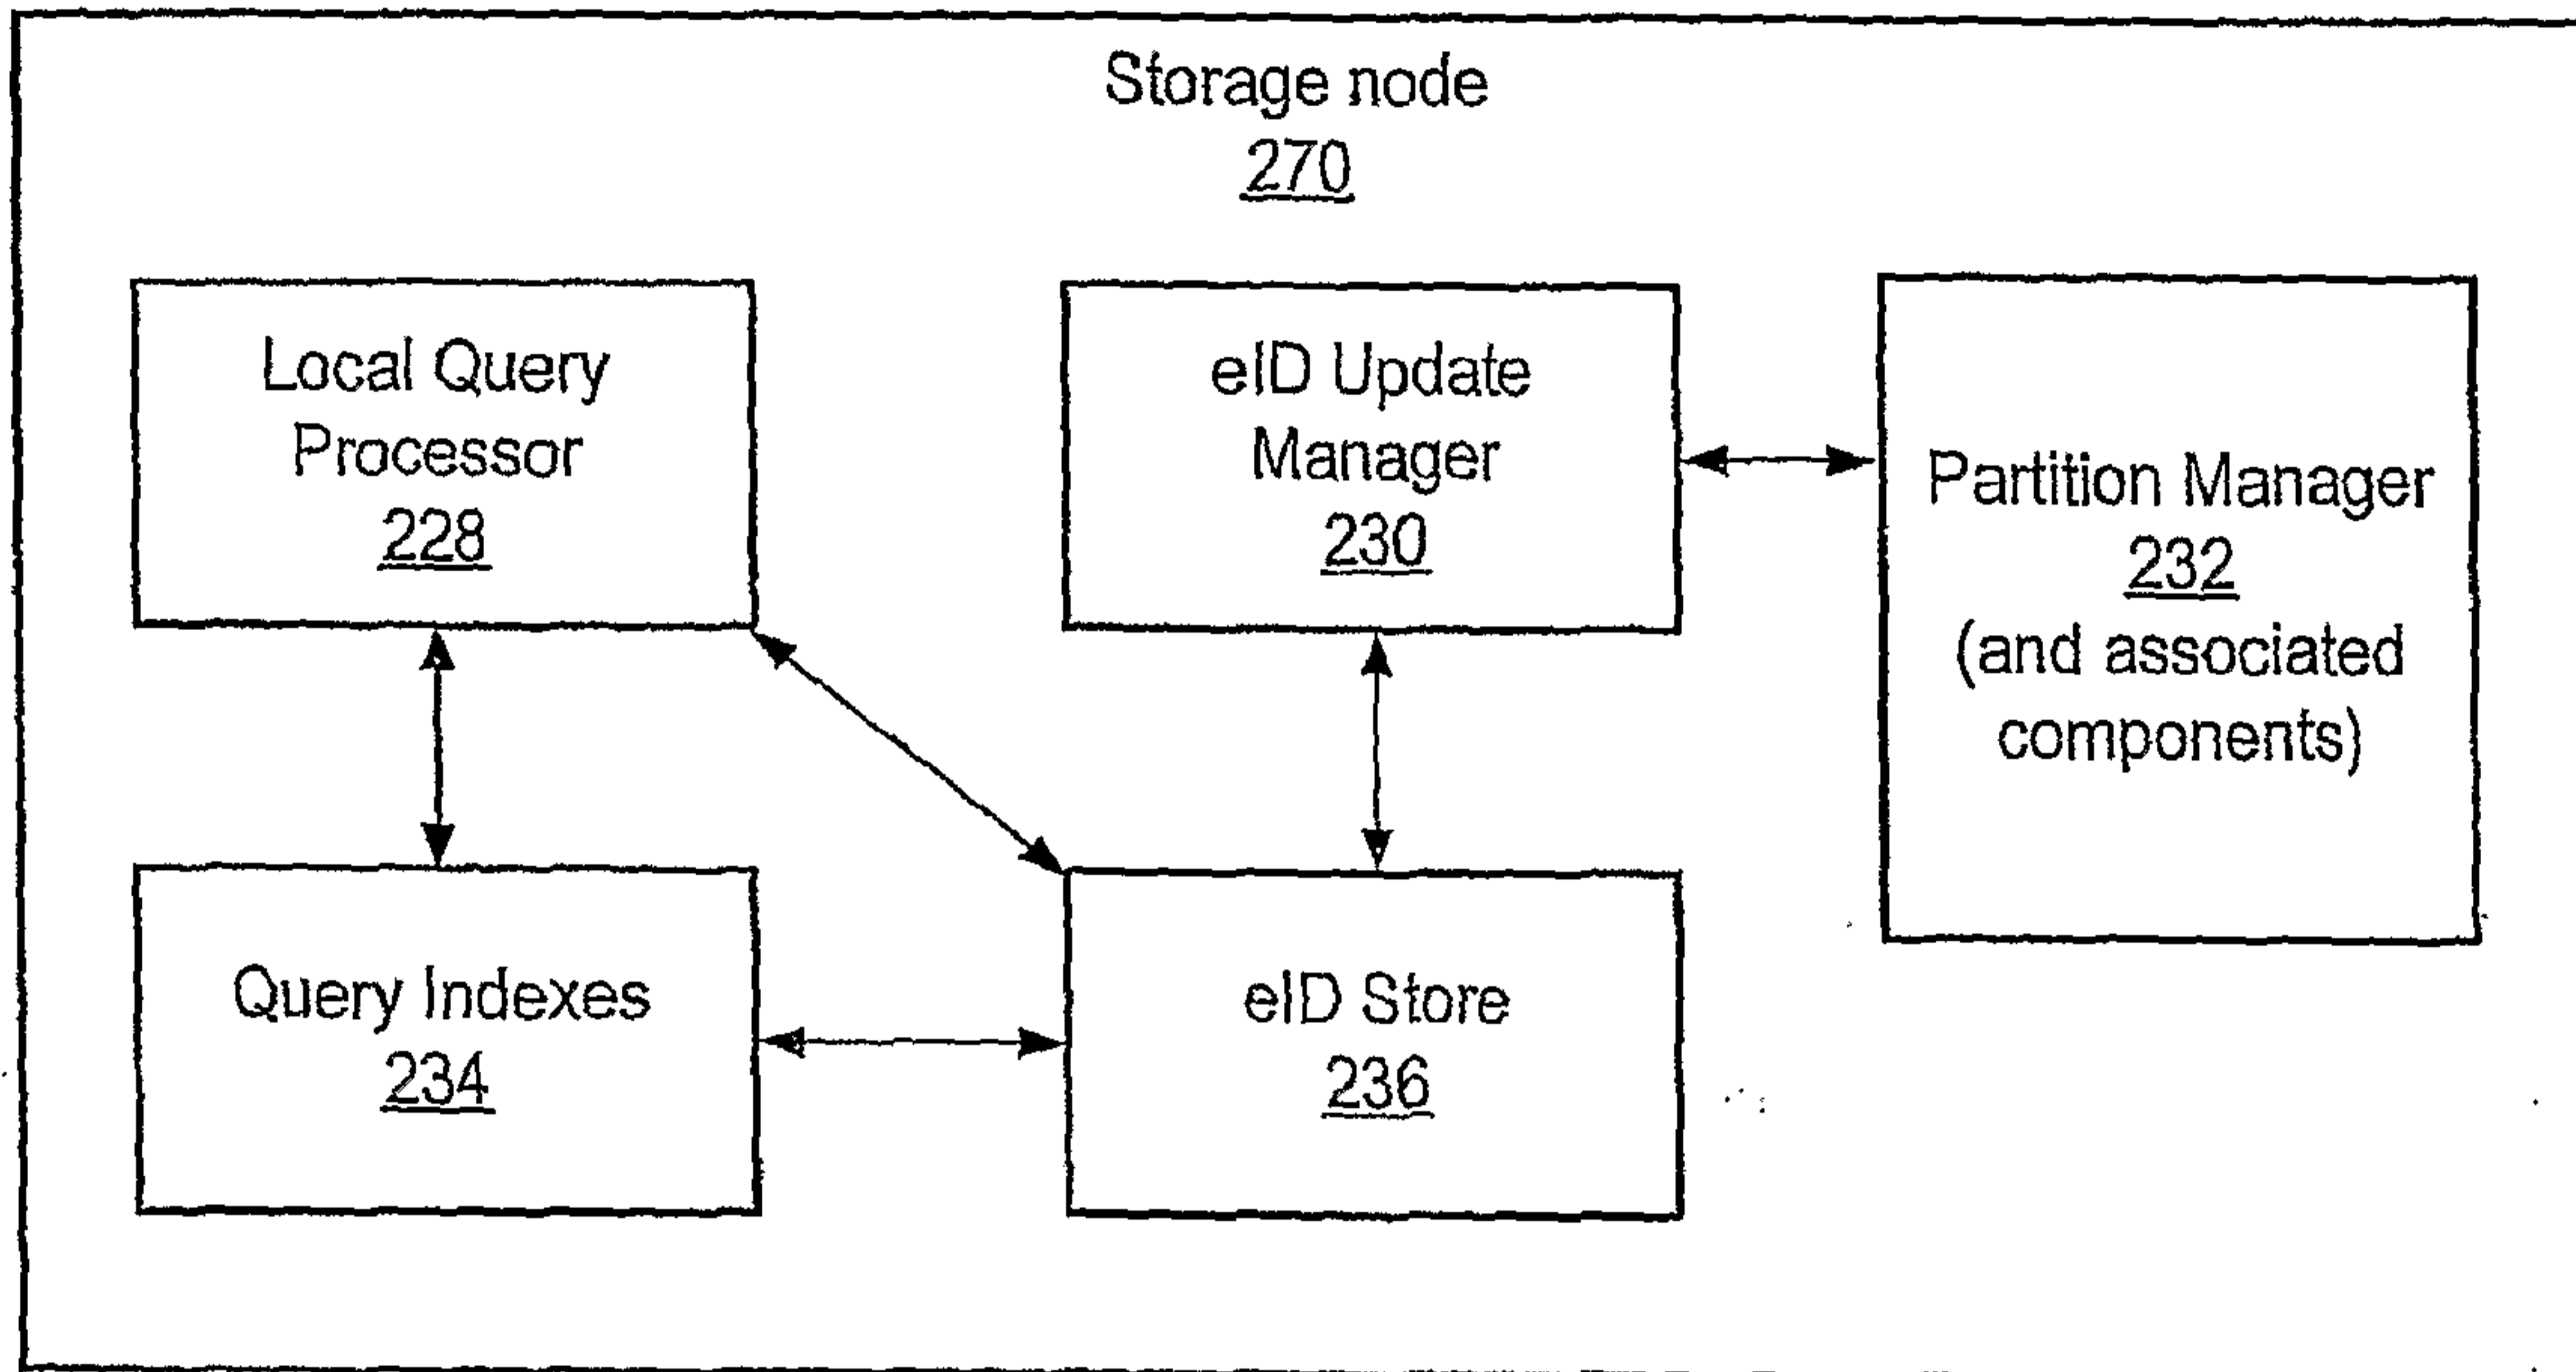 Storage node
270
Local Query
Processor
228
eID Update
Manager
230
Partition Manager
232
(and associated
components)
Query Indexes
234
eID Store
236